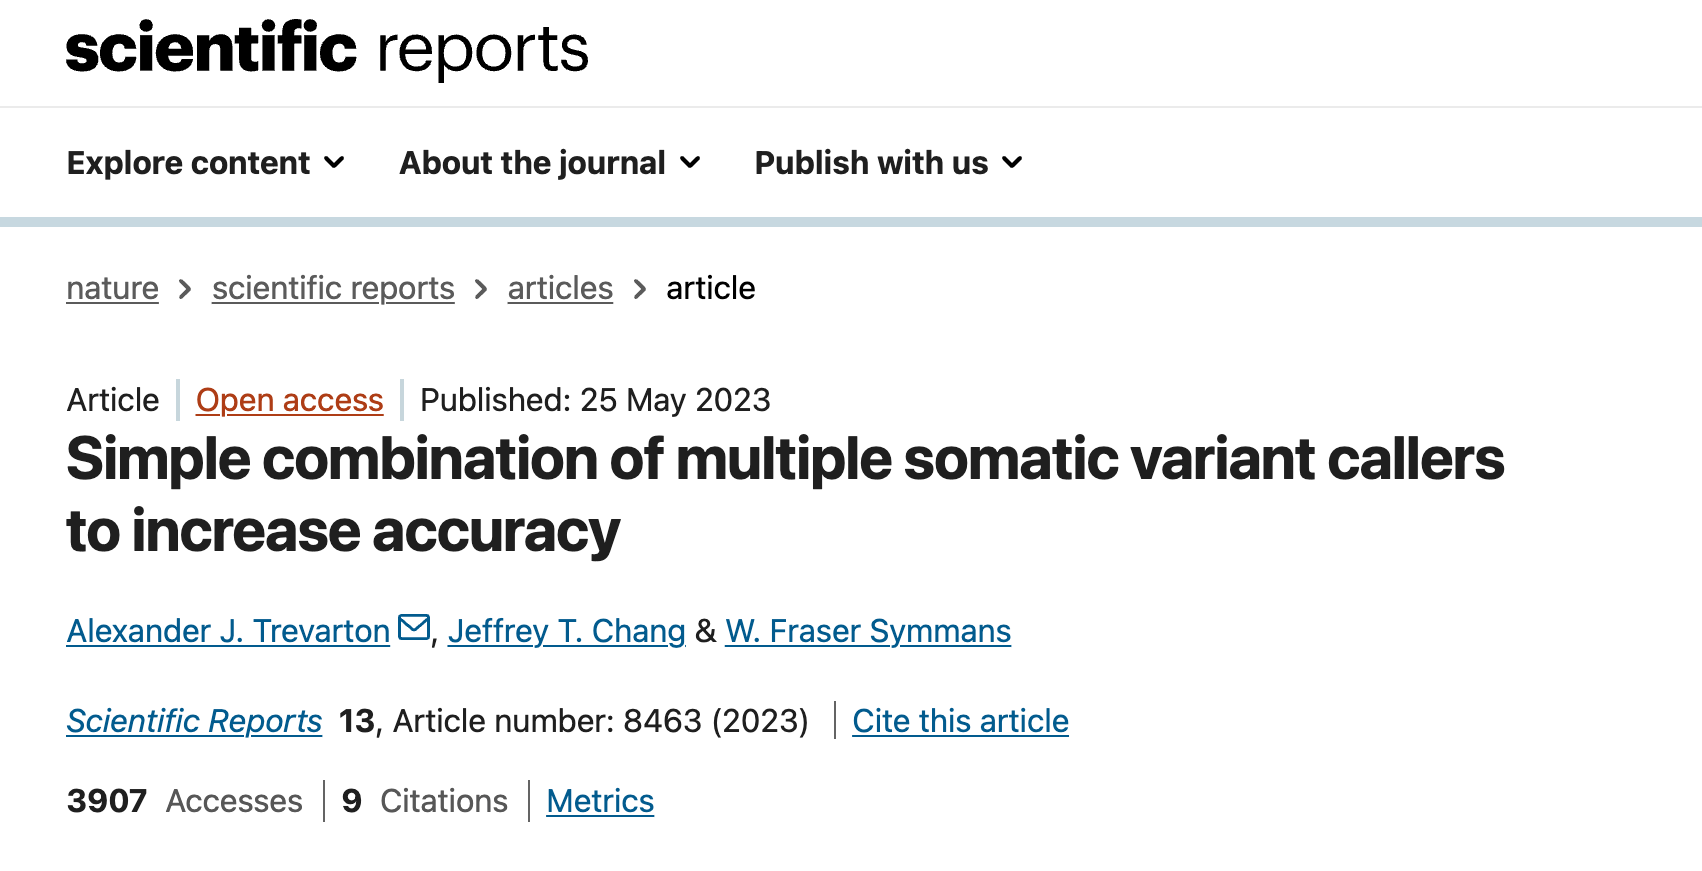 scientific reports
Explore content About the journal Publish with us
nature > scientific reports > articles > article
Article | Open access | Published: 25 May 2023
Simple combination of multiple somatic variant callers
to increase accuracy
Alexander J. Trevarton, Jeffrey T. Chang & W. Fraser Symmans
Scientific Reports 13, Article number: 8463 (2023) | Cite this article
3907 Accesses | 9 Citations | Metrics